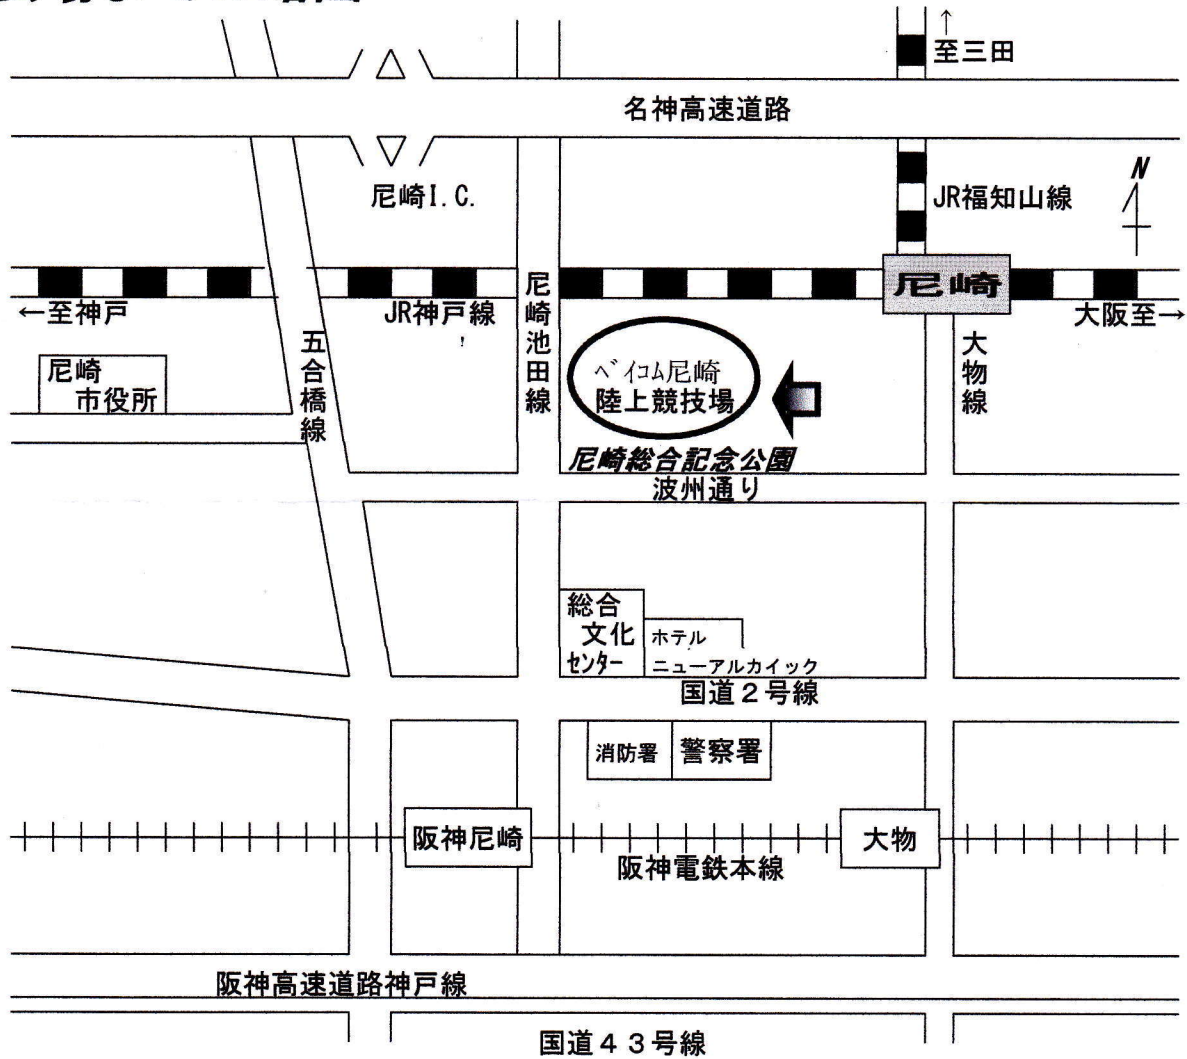 ↑
至三田
名神高速道路
尼崎I.C.
JR福知山線
N
尼崎
←至神戸
JR神戸線
尼崎池田線
大阪至→
五合橋線
大物線
尼崎
市役所
ベイコム尼崎
陸上競技場
尼崎総合記念公園
波州通り
総合
文化
センター
ホテル
ニューアルカイック
国道2号線
消防署
警察署
阪神尼崎
大物
阪神電鉄本線
阪神高速道路神戸線
国道43号線